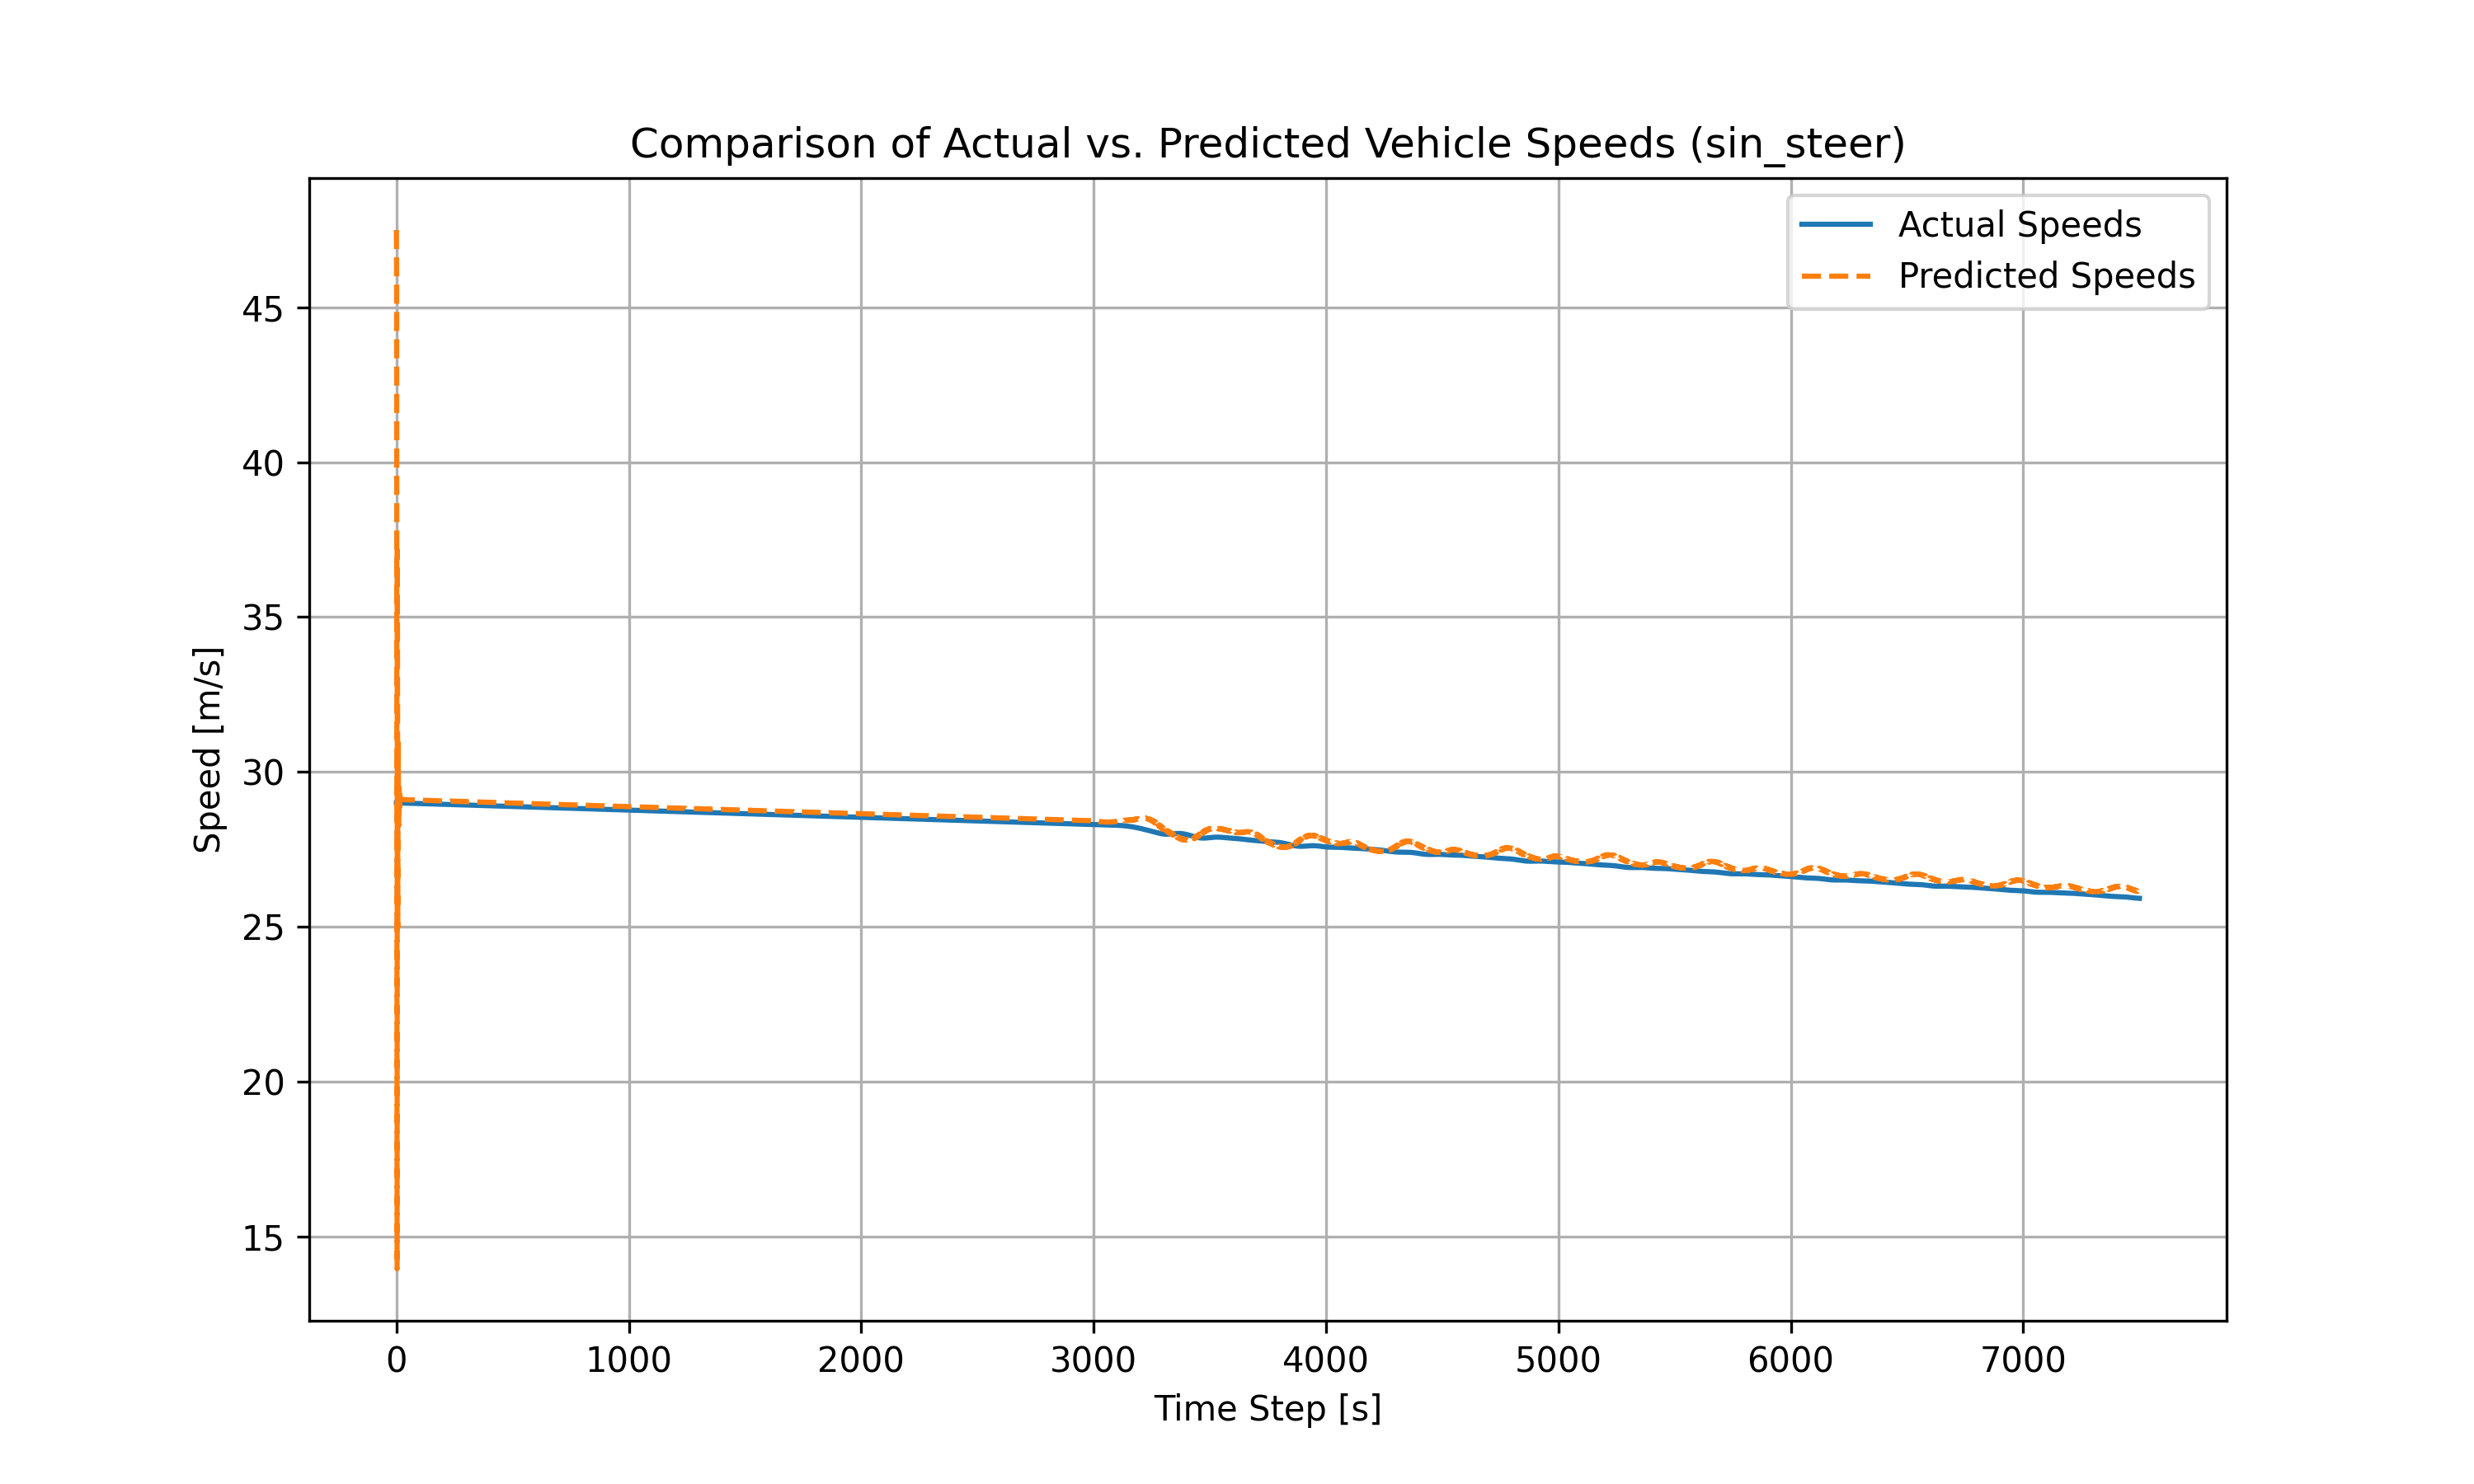 Comparison of Actual vs. Predicted Vehicle Speeds (sin_steer)
Actual Speeds
Predicted Speeds
Speed [m/s]
45
40
35
30
25
20
15
0 1000 2000 3000 4000 5000 6000 7000
Time Step [s]